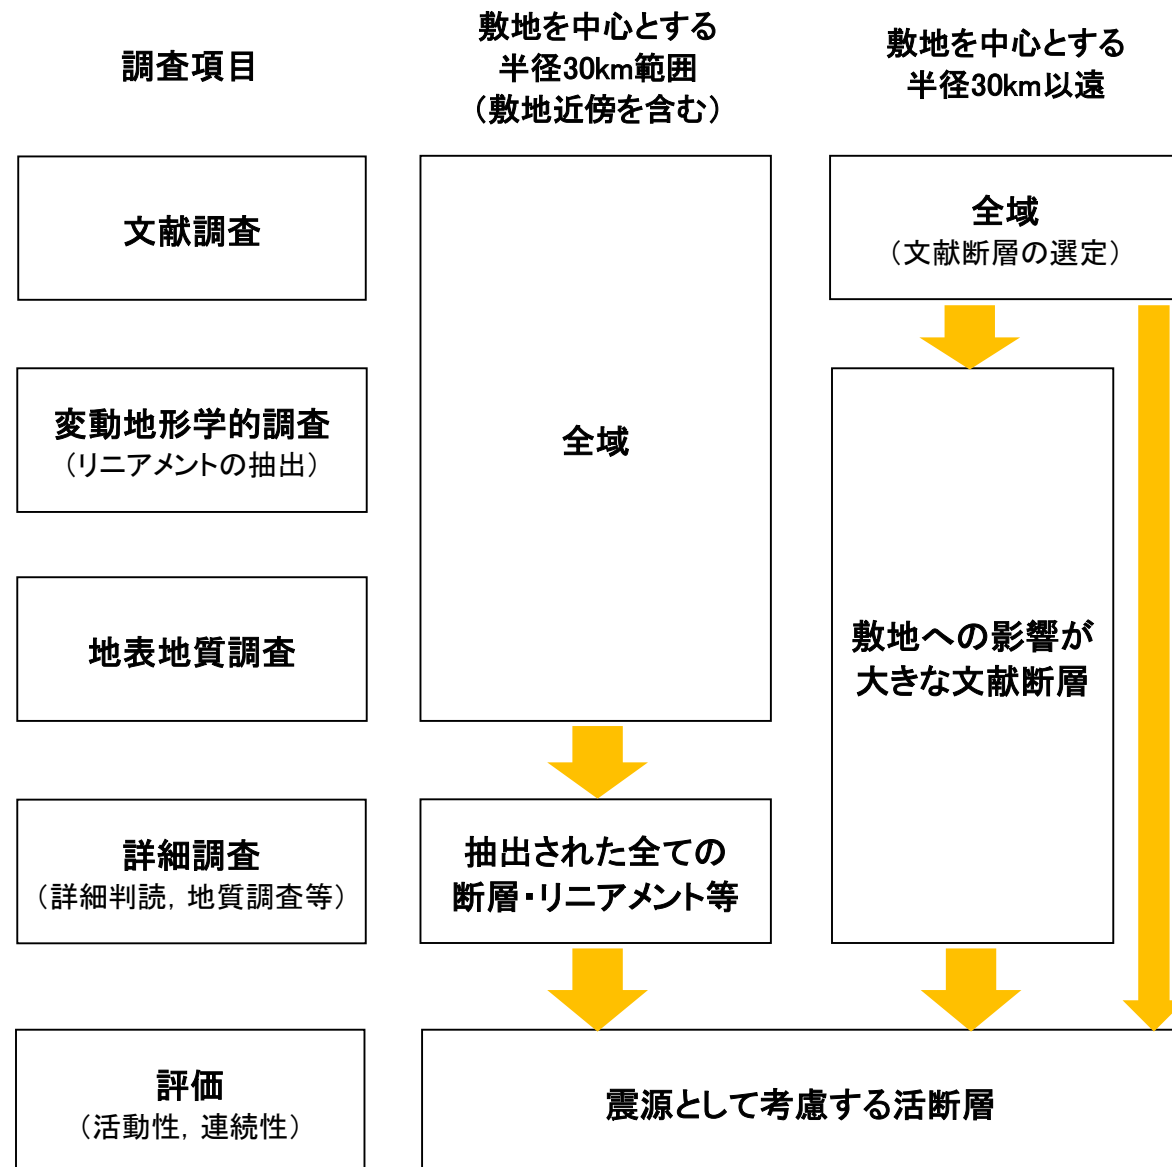 調査項目
敷地を中心とする
半径30km範囲
（敷地近傍を含む）
敷地を中心とする
半径30km以遠
文献調査
全域
（文献断層の選定）
変動地形学的調査
（リニアメントの抽出）
全域
地表地質調査
敷地への影響が
大きな文献断層
詳細調査
（詳細判読，地質調査等）
抽出された全ての
断層・リニアメント等
評価
（活動性，連続性）
震源として考慮する活断層